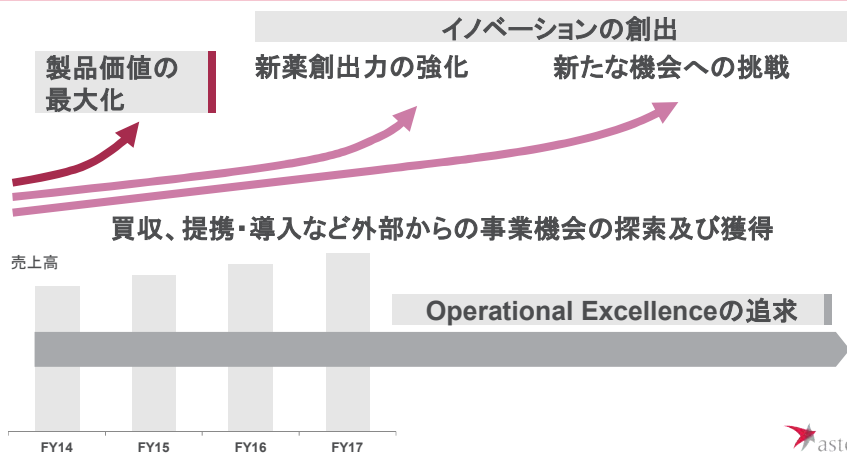 イノベーションの創出
製品価値の
最大化
新薬創出力の強化
新たな機会への挑戦
買収、提携・導入など外部からの事業機会の探索及び獲得
売上高
Operational Excellenceの追求
FY14
FY15
FY16
FY17